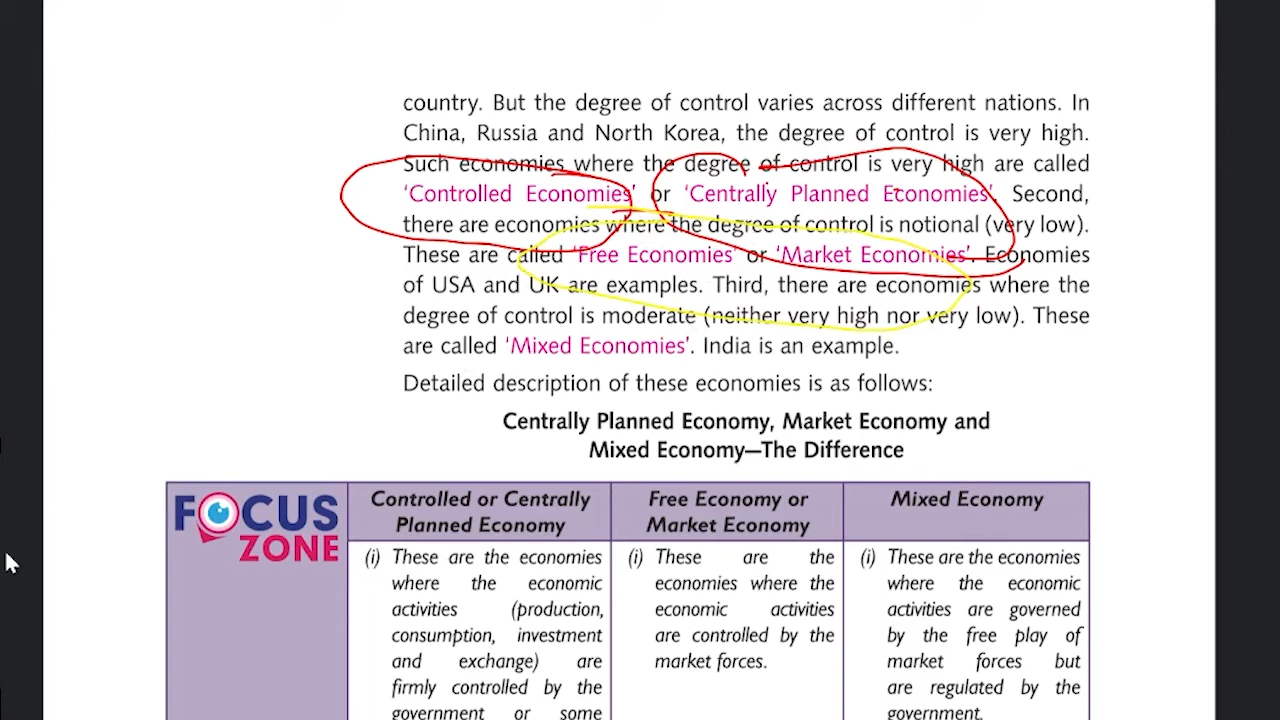 country. But the degree of control varies across different nations. In
China, Russia and North Korea, the degree of control is very high.
Such economies where the degree of control is very high are called
‘Controlled Economies’ or ‘Centrally Planned Economies’. Second,
there are economies where the degree of control is notional (very low).
These are called ‘Free Economies’ or ‘Market Economies’. Economies
of USA and UK are examples. Third, there are economies where the
degree of control is moderate (neither very high nor very low). These
are called ‘Mixed Economies’. India is an example.
Detailed description of these economies is as follows:
Centrally Planned Economy, Market Economy and
Mixed Economy—The Difference
FOCUS
ZONE
Controlled or Centrally
Planned Economy
(i) These are the economies
where the economic
activities (production,
consumption, investment
and exchange) are
firmly controlled by the
government or some
Free Economy or
Market Economy
(i) These are the
economies where the
economic activities
are controlled by the
market forces.
Mixed Economy
(i) These are the economies
where the economic
activities are governed
by the free play of
market forces but
are regulated by the
government.